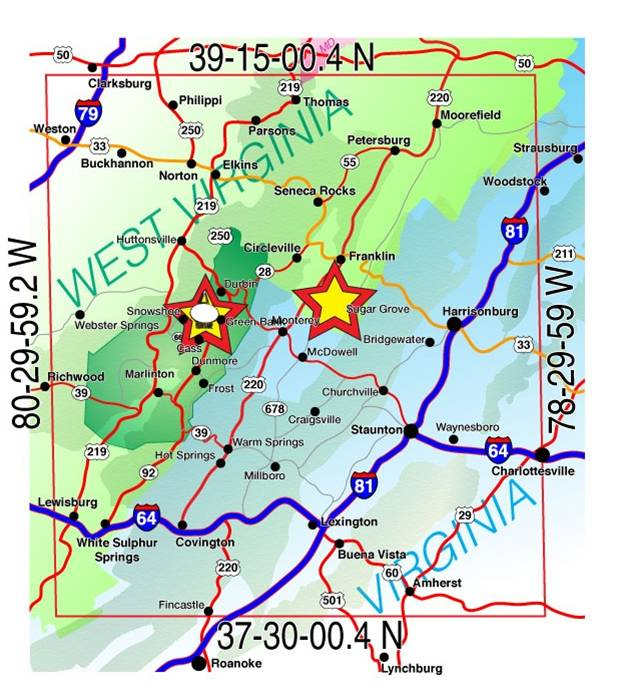 39-15-00.4 N
50
MD
50
Clarksburg
79
Philippi
219
Thomas
220
Moorefield
Weston
33
250
Parsons
Petersburg
Strausburg
Buckhannon
Norton
Elkins
55
Woodstock
WEST VIRGINIA
Seneca Rocks
219
81
Huttonsville
250
Circleville
Franklin
211
28
80-29-59.2 W
78-29-59 W
Durbin
Snowshoe
Sugar Grove
Harrisonburg
Webster Springs
Green Bank
Monterey
66
Cass
Bridgewater
33
McDowell
Dunmore
Richwood
Marlinton
39
Frost
220
Churchville
678
Craigsville
Staunton
Waynesboro
39
Warm Springs
64
219
Hot Springs
92
Millboro
Charlottesville
81
Lewisburg
64
29
White Sulphur
Springs
Covington
Lexington
VIRGINIA
Buena Vista
220
60
Amherst
Fincastle
501
37-30-00.4 N
Roanoke
Lynchburg